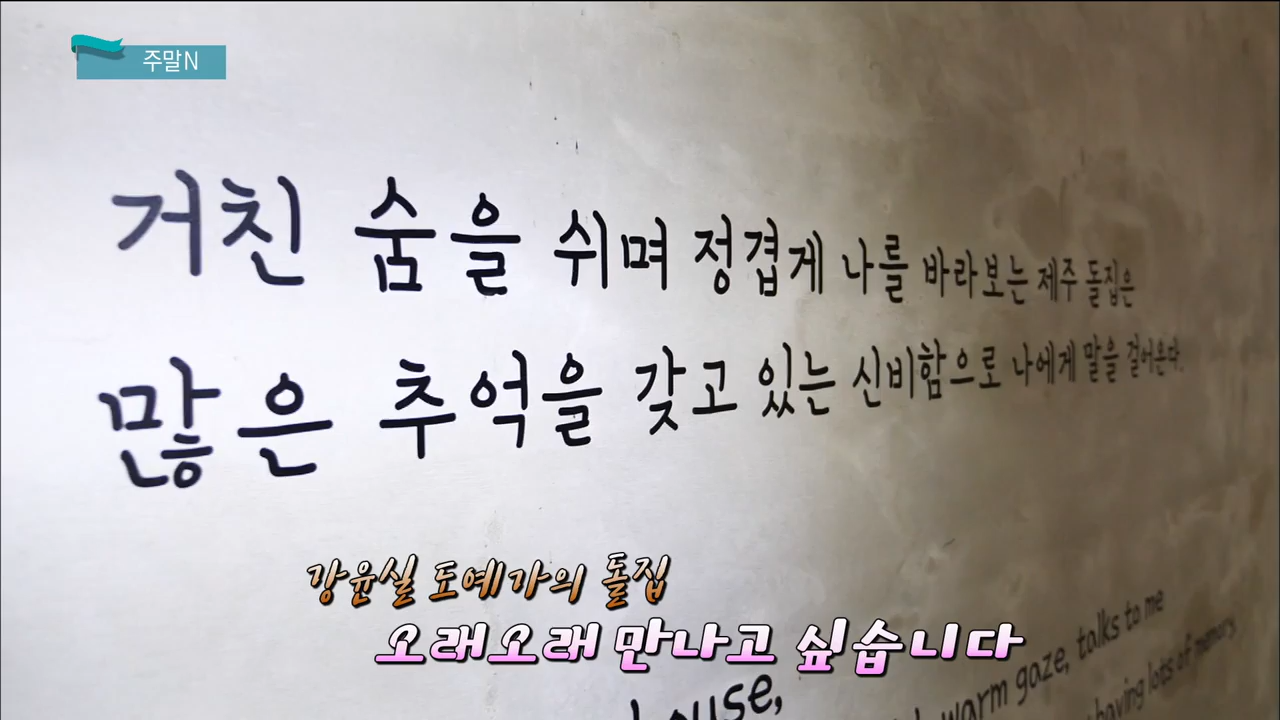 주말N
거친 숨을 쉬며 정겹게 나를 바라보는 제주 돌집은
많은 추억을 갖고 있는 신비함으로 나에게 말을 걸어온다.
강윤실 도예가의 돌집
오래오래 만나고 싶습니다
warm gaze, talks to me
house, having lots of memory